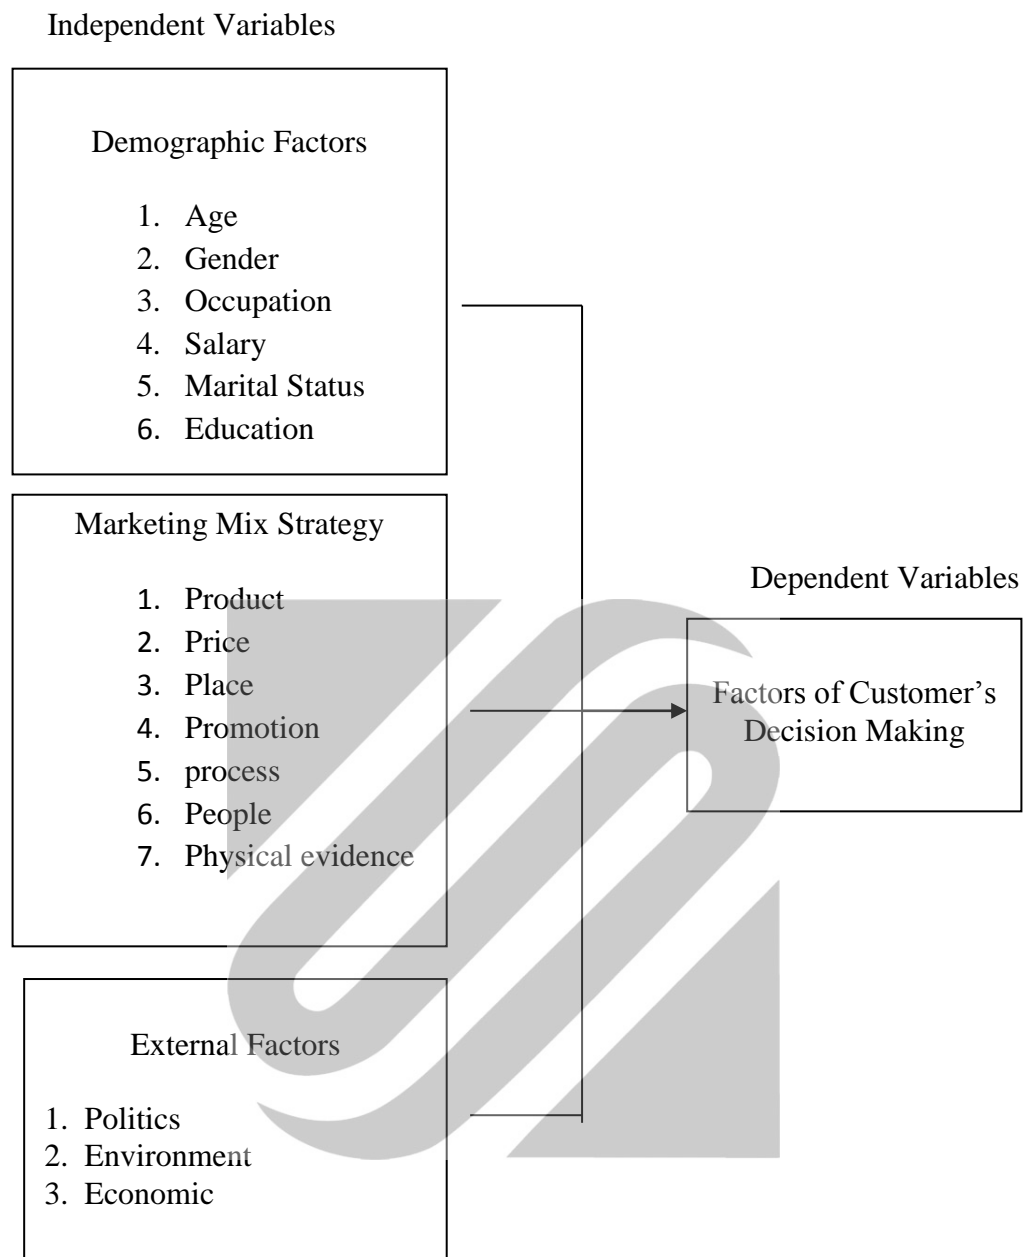 Independent Variables
Demographic Factors
1. Age
2. Gender
3. Occupation
4. Salary
5. Marital Status
6. Education
Marketing Mix Strategy
1. Product
2. Price
3. Place
4. Promotion
5. process
6. People
7. Physical evidence
External Factors
1. Politics
2. Environment
3. Economic
Dependent Variables
Factors of Customer’s
Decision Making